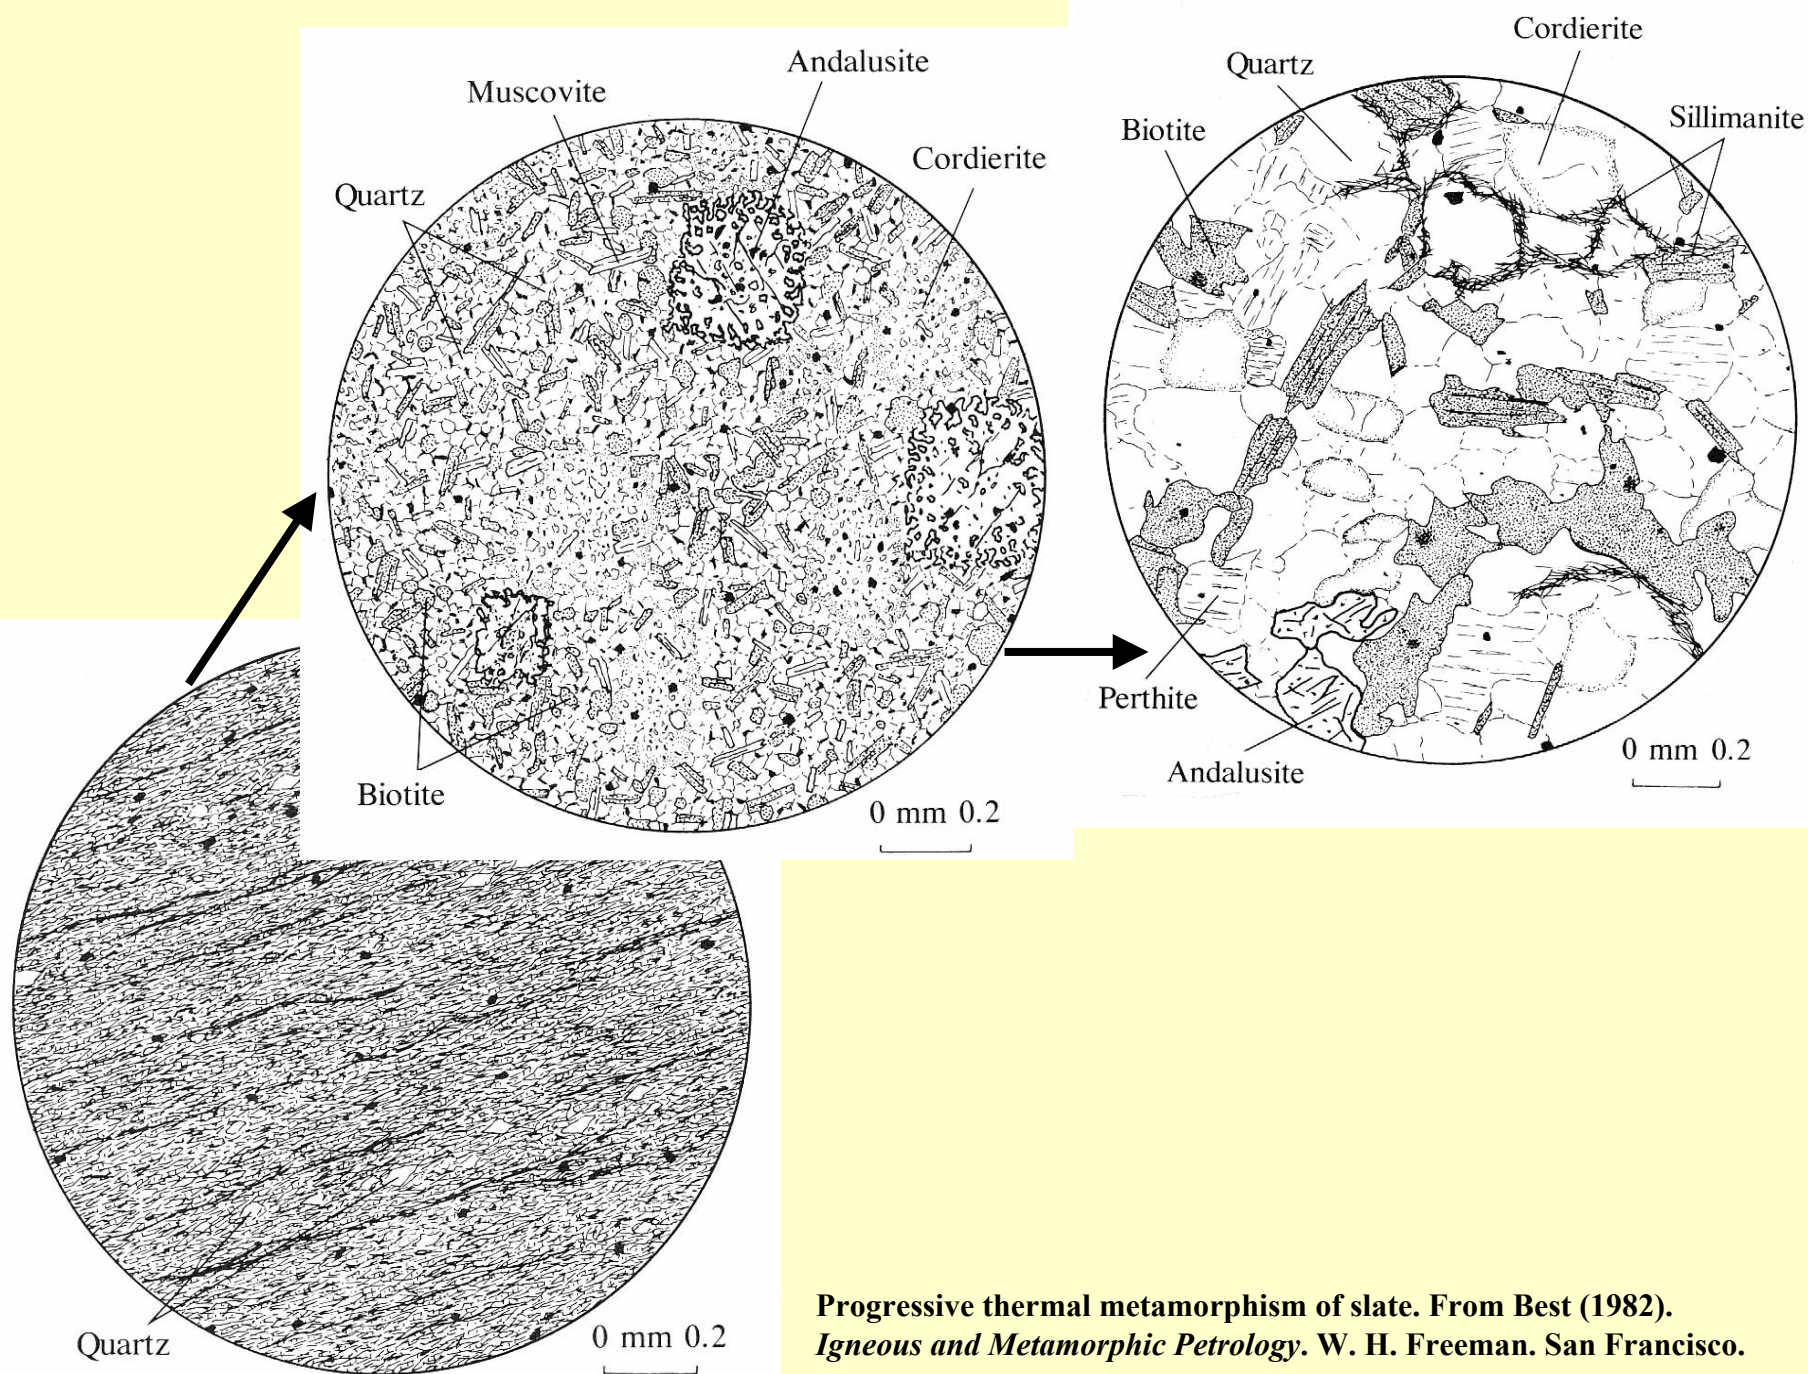 Andalusite
Muscovite
Cordierite
Quartz
Biotite
0 mm 0.2
Cordierite
Quartz
Sillimanite
Biotite
Perthite
Andalusite
0 mm 0.2
Quartz
0 mm 0.2
Progressive thermal metamorphism of slate. From Best (1982).
Igneous and Metamorphic Petrology. W. H. Freeman. San Francisco.